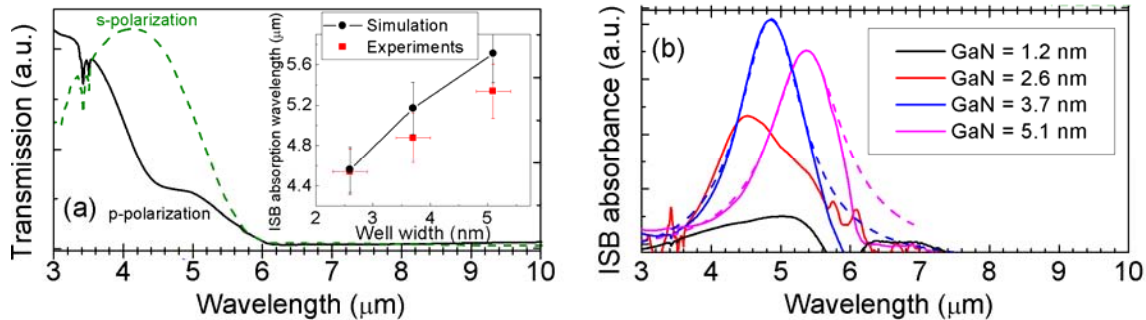 s-polarization
Simulation
Experiments
Transmission (a.u.)
ISB absorption wavelength (μm)
5.6
5.2
4.8
4.4
2 3 4 5
Well width (nm)
(a)
p-polarization
3 4 5 6 7 8 9 10
Wavelength (μm)
(b)
GaN = 1.2 nm
GaN = 2.6 nm
GaN = 3.7 nm
GaN = 5.1 nm
ISB absorbance (a.u.)
3 4 5 6 7 8 9 10
Wavelength (μm)